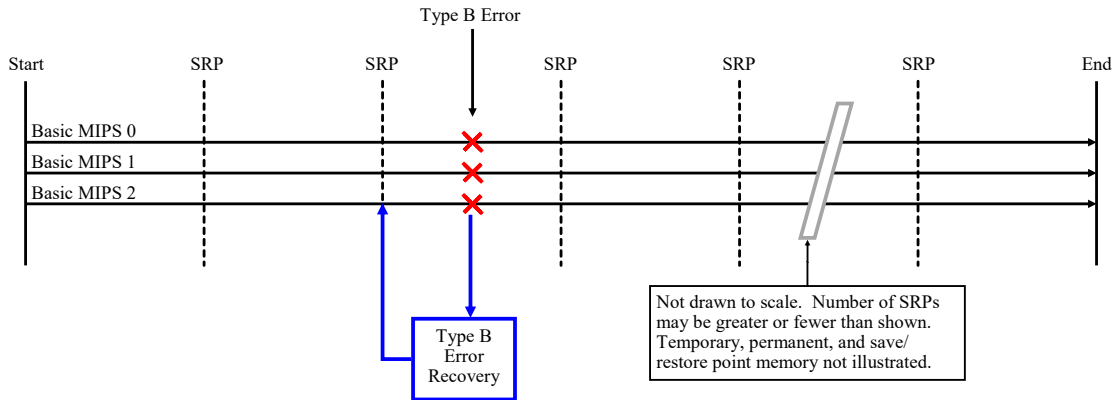 Type B Error
Start
SRP
SRP
SRP
SRP
SRP
End
Basic MIPS 0
Basic MIPS 1
Basic MIPS 2
Type B
Error
Recovery
Not drawn to scale.  Number of SRPs
may be greater or fewer than shown.
Temporary, permanent, and save/
restore point memory not illustrated.